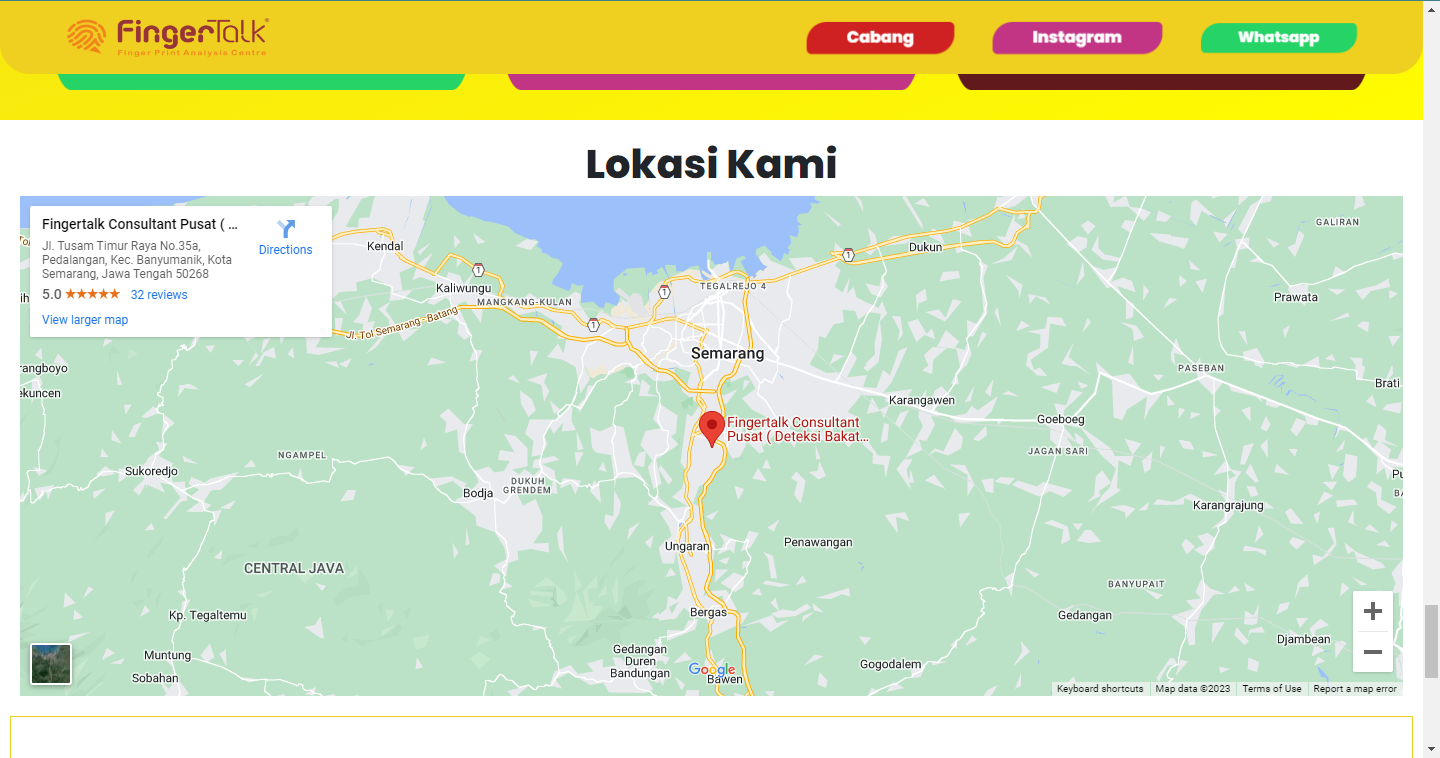 FingerTalk®
Finger Print Analysis Centre
Cabang
Instagram
Whatsapp
Lokasi Kami
Fingertalk Consultant Pusat ( ...
Directions
Jl. Tusam Timur Raya No.35a,
Pedalangan, Kec. Banyumanik, Kota
Semarang, Jawa Tengah 50268
5.0
32 reviews
View larger map
Kendal
Kaliwungu
MANGKANG-KULAN
Jl. Tol Semarang - Batang
1
1
1
1
TEGALREJO 4
Dukun
GALIRAN
Prawata
Semarang
rangboyo
ekuncen
PASEBAN
Brati
Karangawen
Goeboeg
Fingertalk Consultant
Pusat ( Deteksi Bakat...
JAGAN SARI
NGAMPEL
Sukoredjo
DUKUH
GRENDEM
Bodja
Karangrajung
Ungaran
Penawangan
CENTRAL JAVA
BANYUPAIT
Kp. Tegaltemu
Bergas
Gedangan
Djambean
Muntung
Gedangan
Duren
Bandungan
Sobahan
Google
Bawen
Gogodalem
Keyboard shortcuts
Map data ©2023
Terms of Use
Report a map error